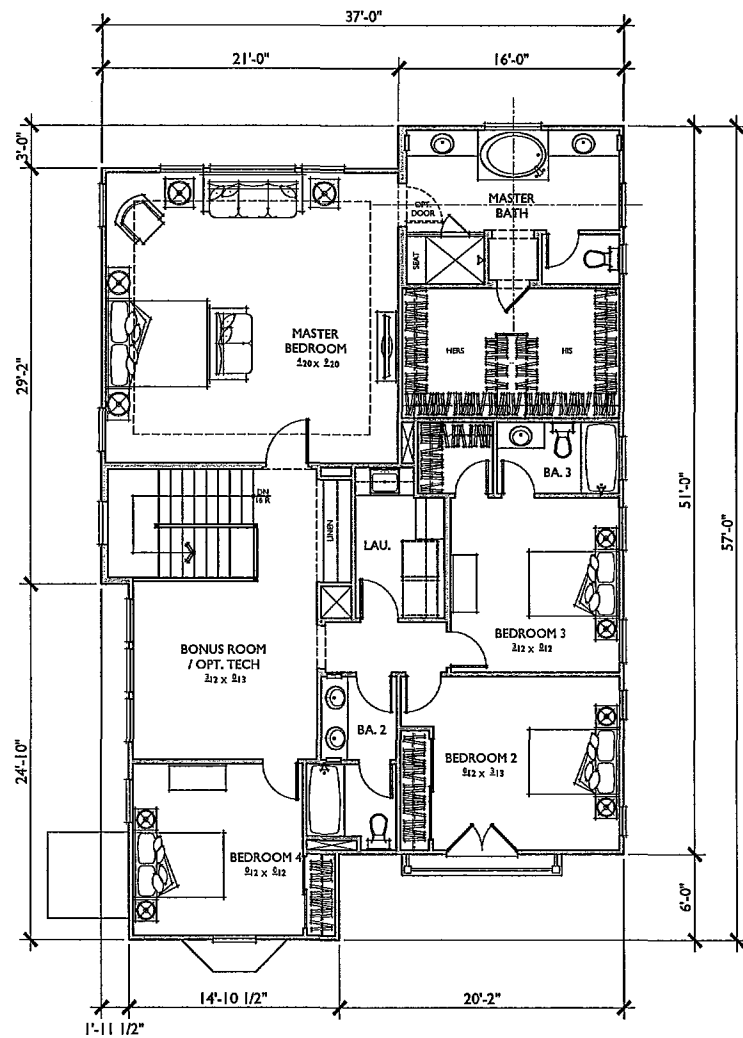 37'-0"
21'-0"
16'-0"
3'-0"
OPT.
DOOR
MASTER
BATH
SEAT
MASTER
BEDROOM
HERS
HIS
29'-2"
BA. 3
51'-0"
57'-0"
DN
16 R
LINEN
LAU.
BEDROOM 3
BONUS ROOM
/ OPT. TECH
BA. 2
BEDROOM 2
24'-10"
BEDROOM 4
6'-0"
14'-10 1/2"
20'-2"
1'-11 1/2"